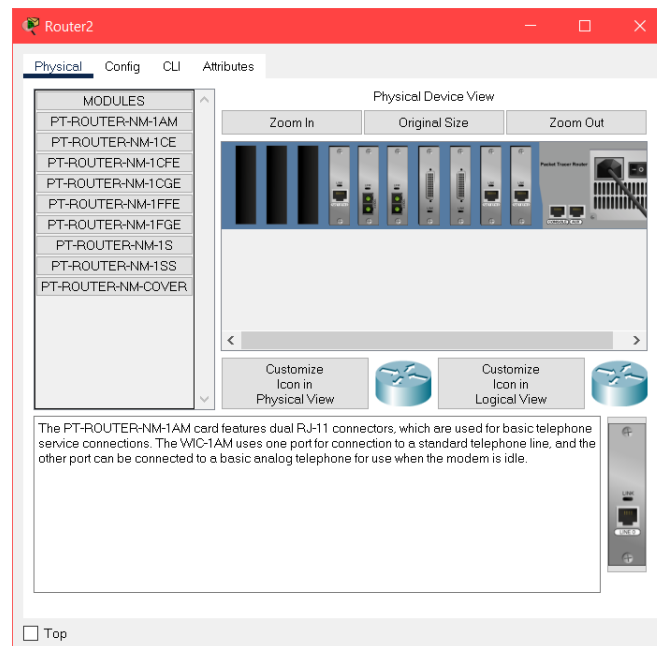 Router2
Physical Config CLI Attributes
MODULES
PT-ROUTER-NM-1AM
PT-ROUTER-NM-1CE
PT-ROUTER-NM-1CFE
PT-ROUTER-NM-1CGE
PT-ROUTER-NM-1FFE
PT-ROUTER-NM-1FGE
PT-ROUTER-NM-1S
PT-ROUTER-NM-1SS
PT-ROUTER-NM-COVER
Physical Device View
Zoom In Original Size Zoom Out
Packet Tracer Router
Customize
Icon in
Physical View
Customize
Icon in
Logical View
The PT-ROUTER-NM-1AM card features dual RJ-11 connectors, which are used for basic telephone
service connections. The WIC-1AM uses one port for connection to a standard telephone line, and the
other port can be connected to a basic analog telephone for use when the modem is idle.
Top